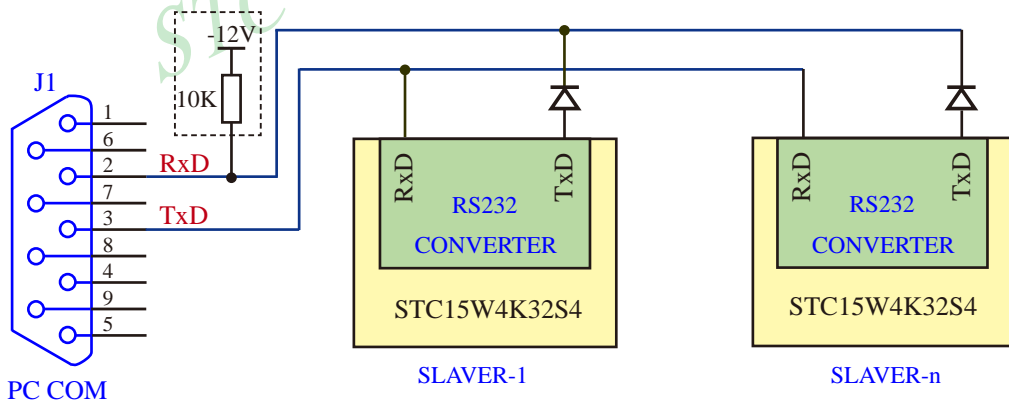 STC
-12V
10K
J1
1
6
2
7
3
8
4
9
5
RxD
TxD
PC COM
RxD
TxD
RS232
CONVERTER
STC15W4K32S4
SLAVER-1
RxD
TxD
RS232
CONVERTER
STC15W4K32S4
SLAVER-n